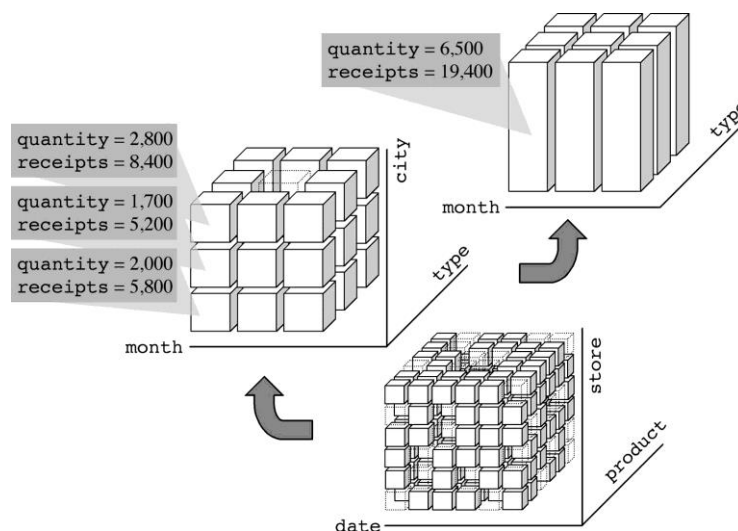 quantity = 6,500
receipts = 19,400
type
month
quantity = 2,800
receipts = 8,400
quantity = 1,700
receipts = 5,200
quantity = 2,000
receipts = 5,800
city
type
month
store
product
date